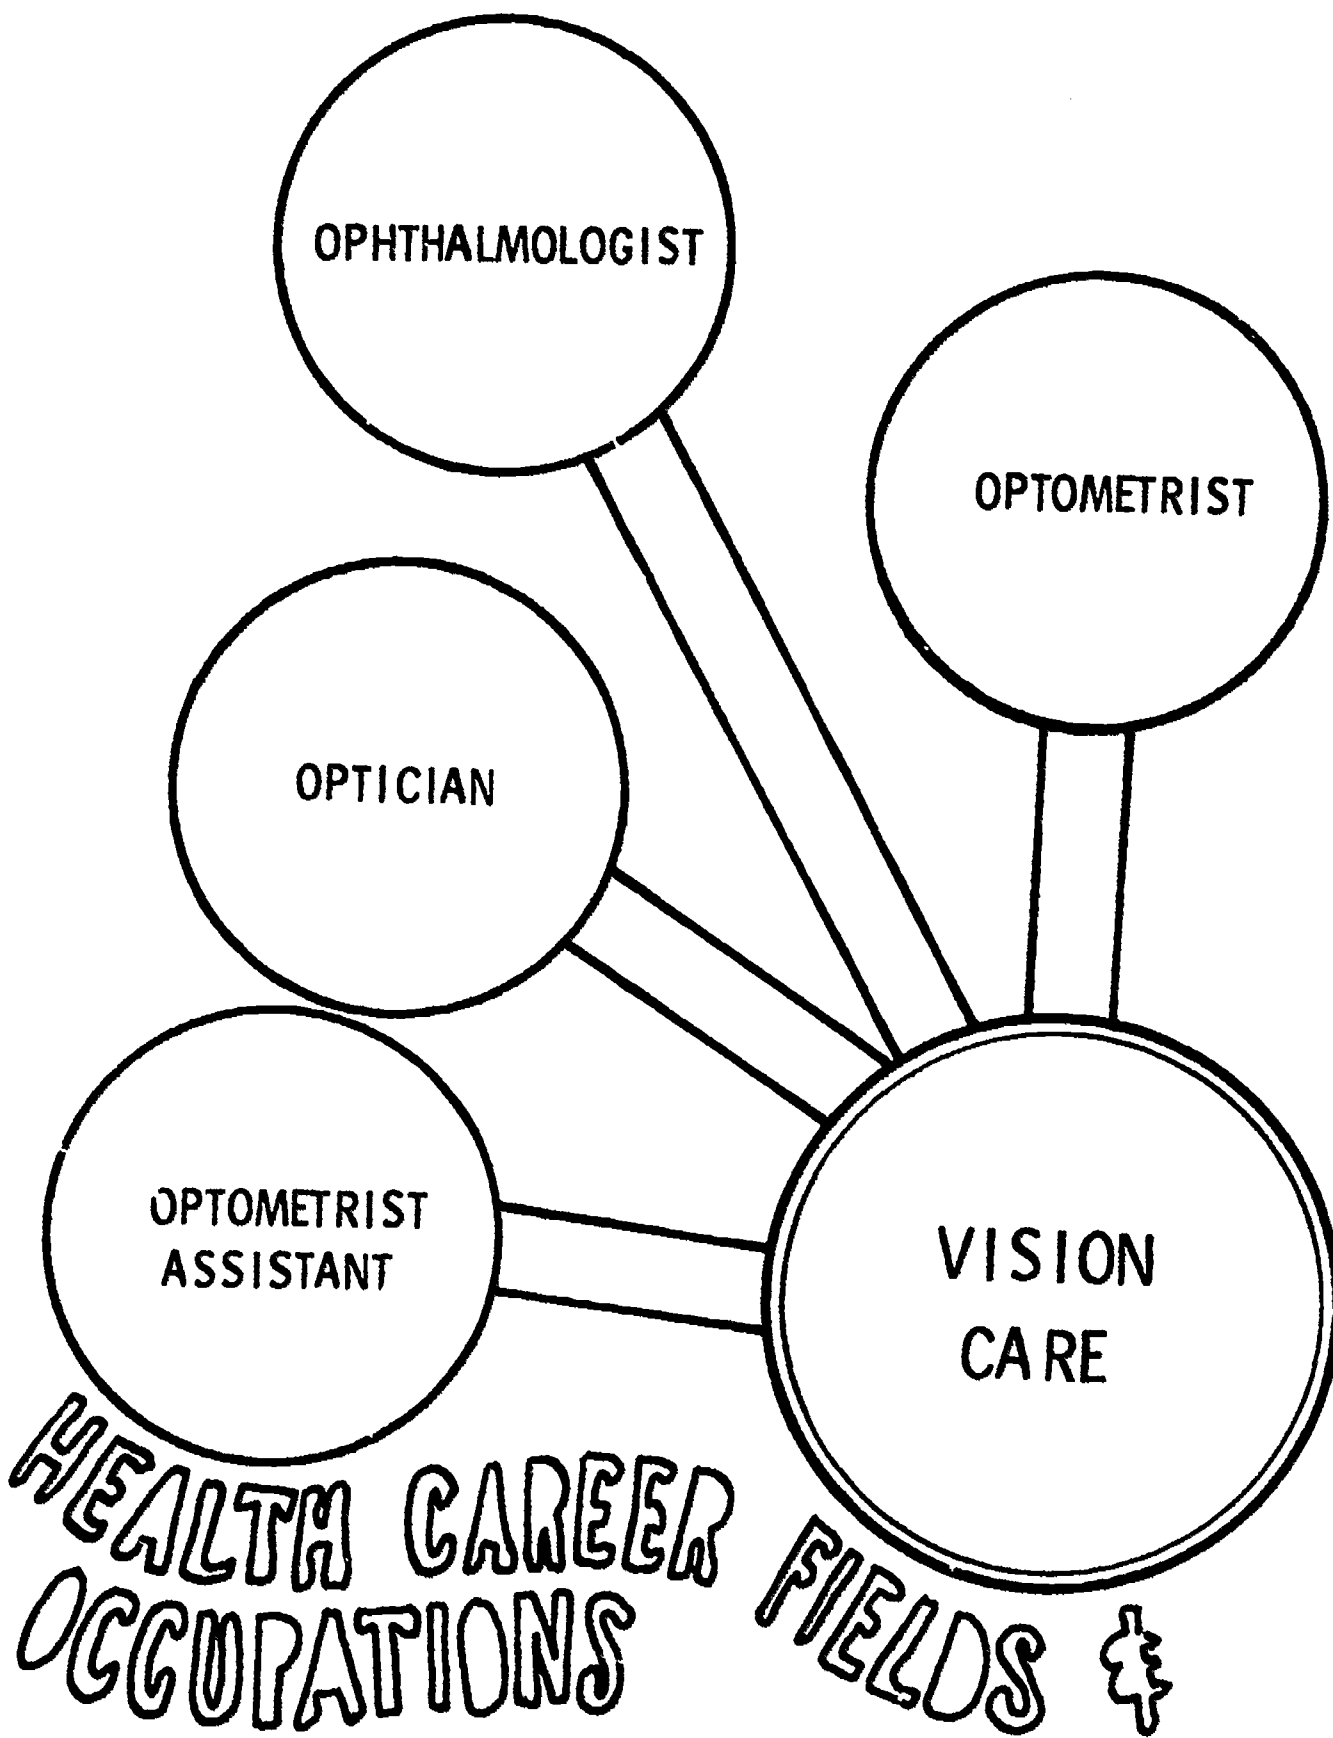 OPHTHALMOLOGIST
OPTOMETRIST
OPTICIAN
OPTOMETRIST
ASSISTANT
VISION
CARE
HEALTH CAREER FIELDS &
OCCUPATIONS